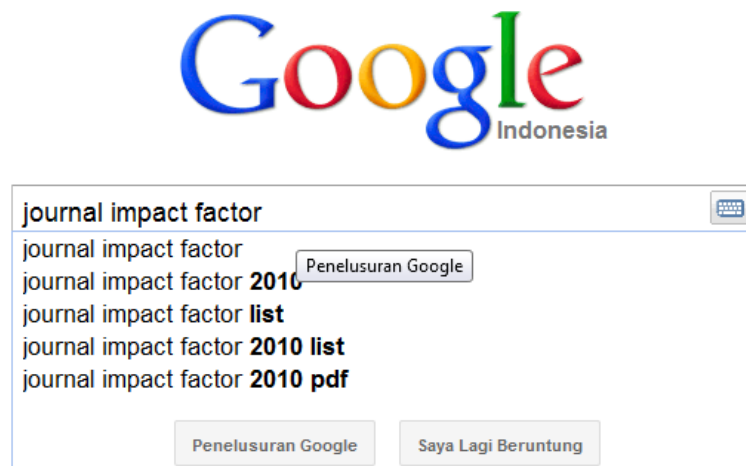 Google
Indonesia
journal impact factor
journal impact factor
Penelusuran Google
journal impact factor 2010
journal impact factor list
journal impact factor 2010 list
journal impact factor 2010 pdf
Penelusuran Google
Saya Lagi Beruntung